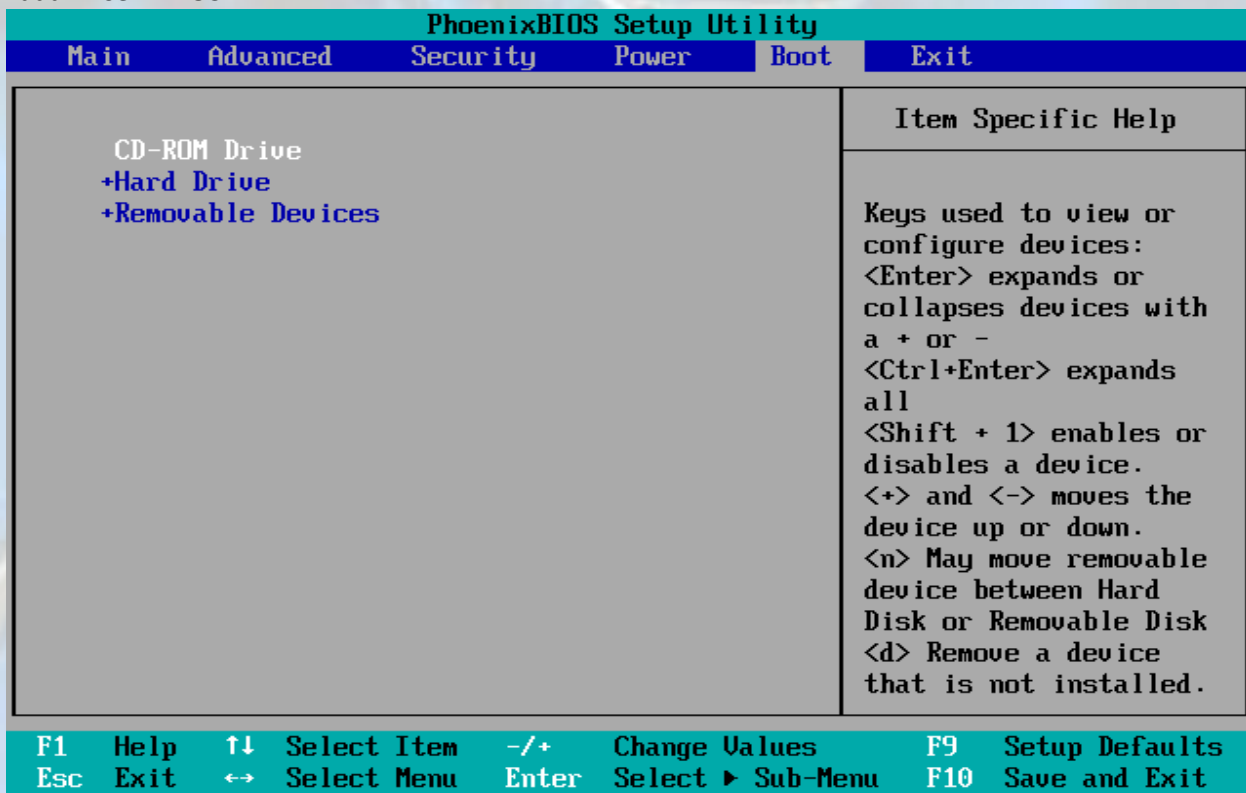 PhoenixBIOS Setup Utility
Main Advanced Security Power Boot Exit
CD-ROM Drive
+Hard Drive
+Removable Devices
Item Specific Help
Keys used to view or
configure devices:
<Enter> expands or
collapses devices with
a + or -
<Ctrl+Enter> expands
all
<Shift + 1> enables or
disables a device.
<+> and <-> moves the
device up or down.
<n> May move removable
device between Hard
Disk or Removable Disk
<d> Remove a device
that is not installed.
F1 Help ↑↓ Select Item -/+ Change Values F9 Setup Defaults
Esc Exit ↔ Select Menu Enter Select ▶ Sub-Menu F10 Save and Exit